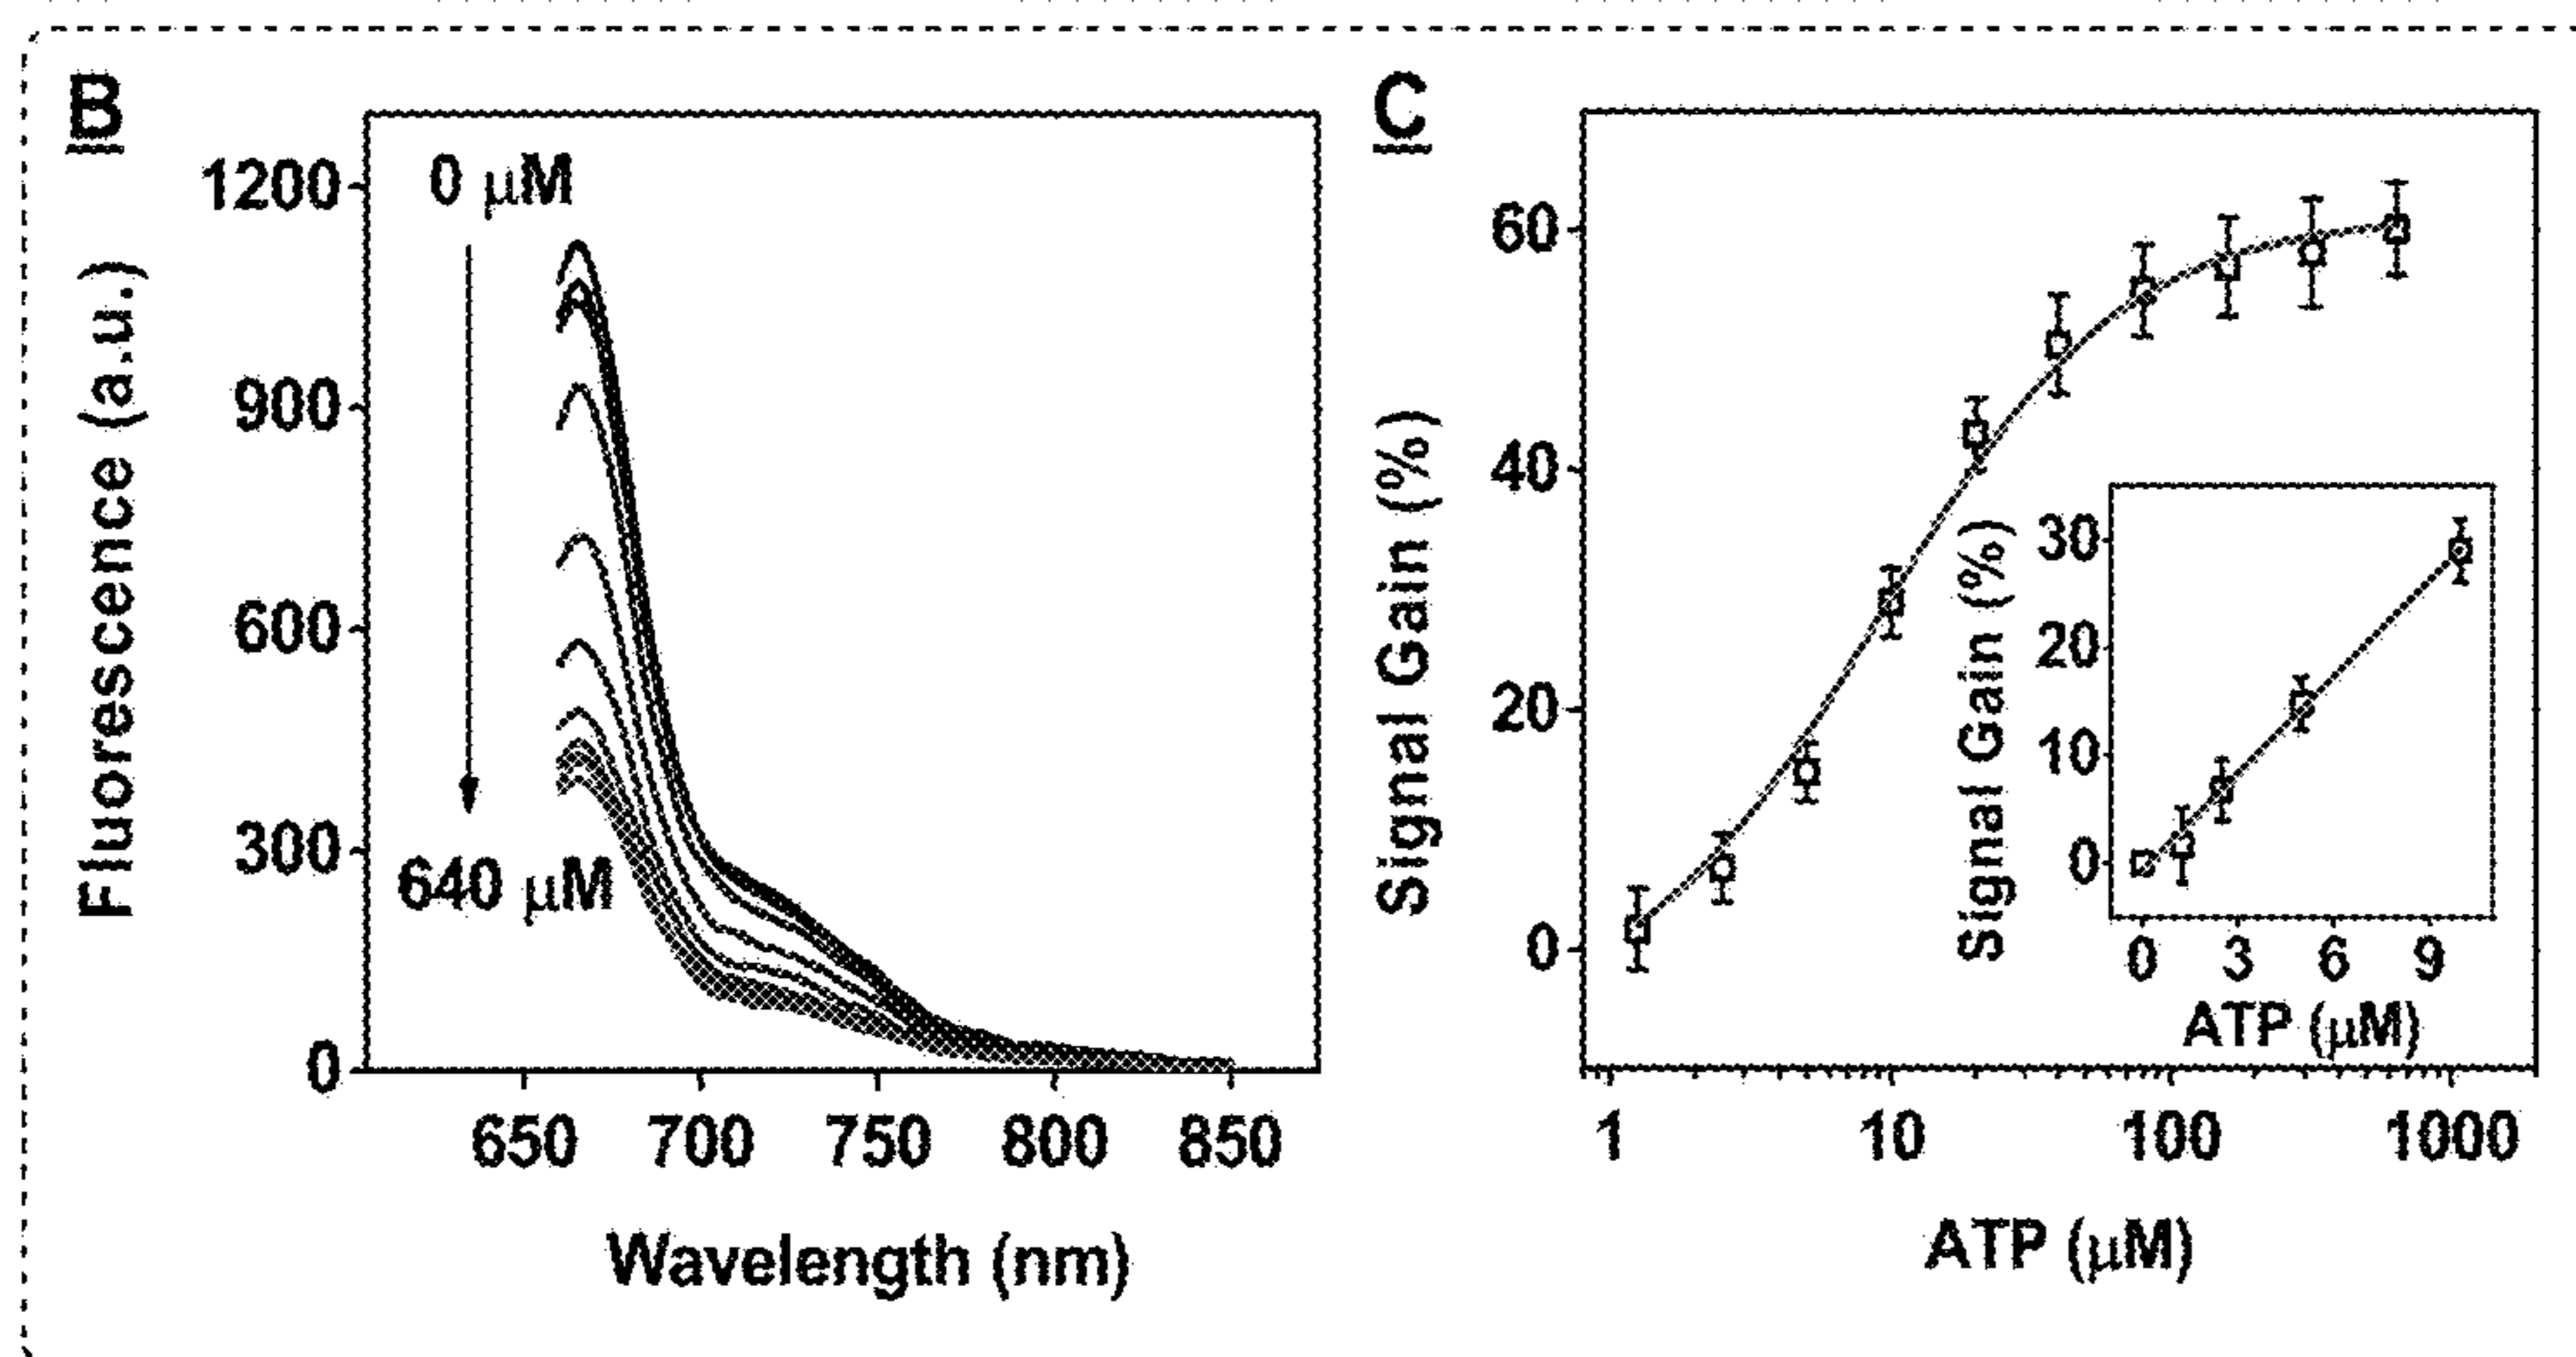 B
1200
900
600
300
0
Fluorescence (a.u.)
0 μM
640 μM
650 700 750 800 850
Wavelength (nm)
C
60
40
20
0
Signal Gain (%)
1 10 100 1000
ATP (μM)
30
20
10
0
Signal Gain (%)
0 3 6 9
ATP (μM)